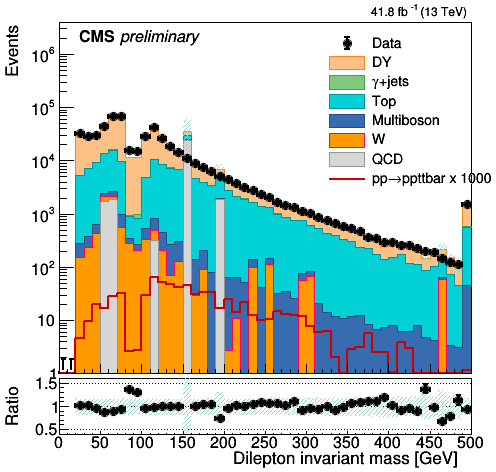 41.8 fb⁻¹ (13 TeV)
CMS preliminary
Events
10⁶
10⁵
10⁴
10³
10²
10
1
Data
DY
γ+jets
Top
Multiboson
W
QCD
pp→ppttbar x 1000
Ratio
1.5
1.0
0.5
0 50 100 150 200 250 300 350 400 450 500
Dilepton invariant mass [GeV]